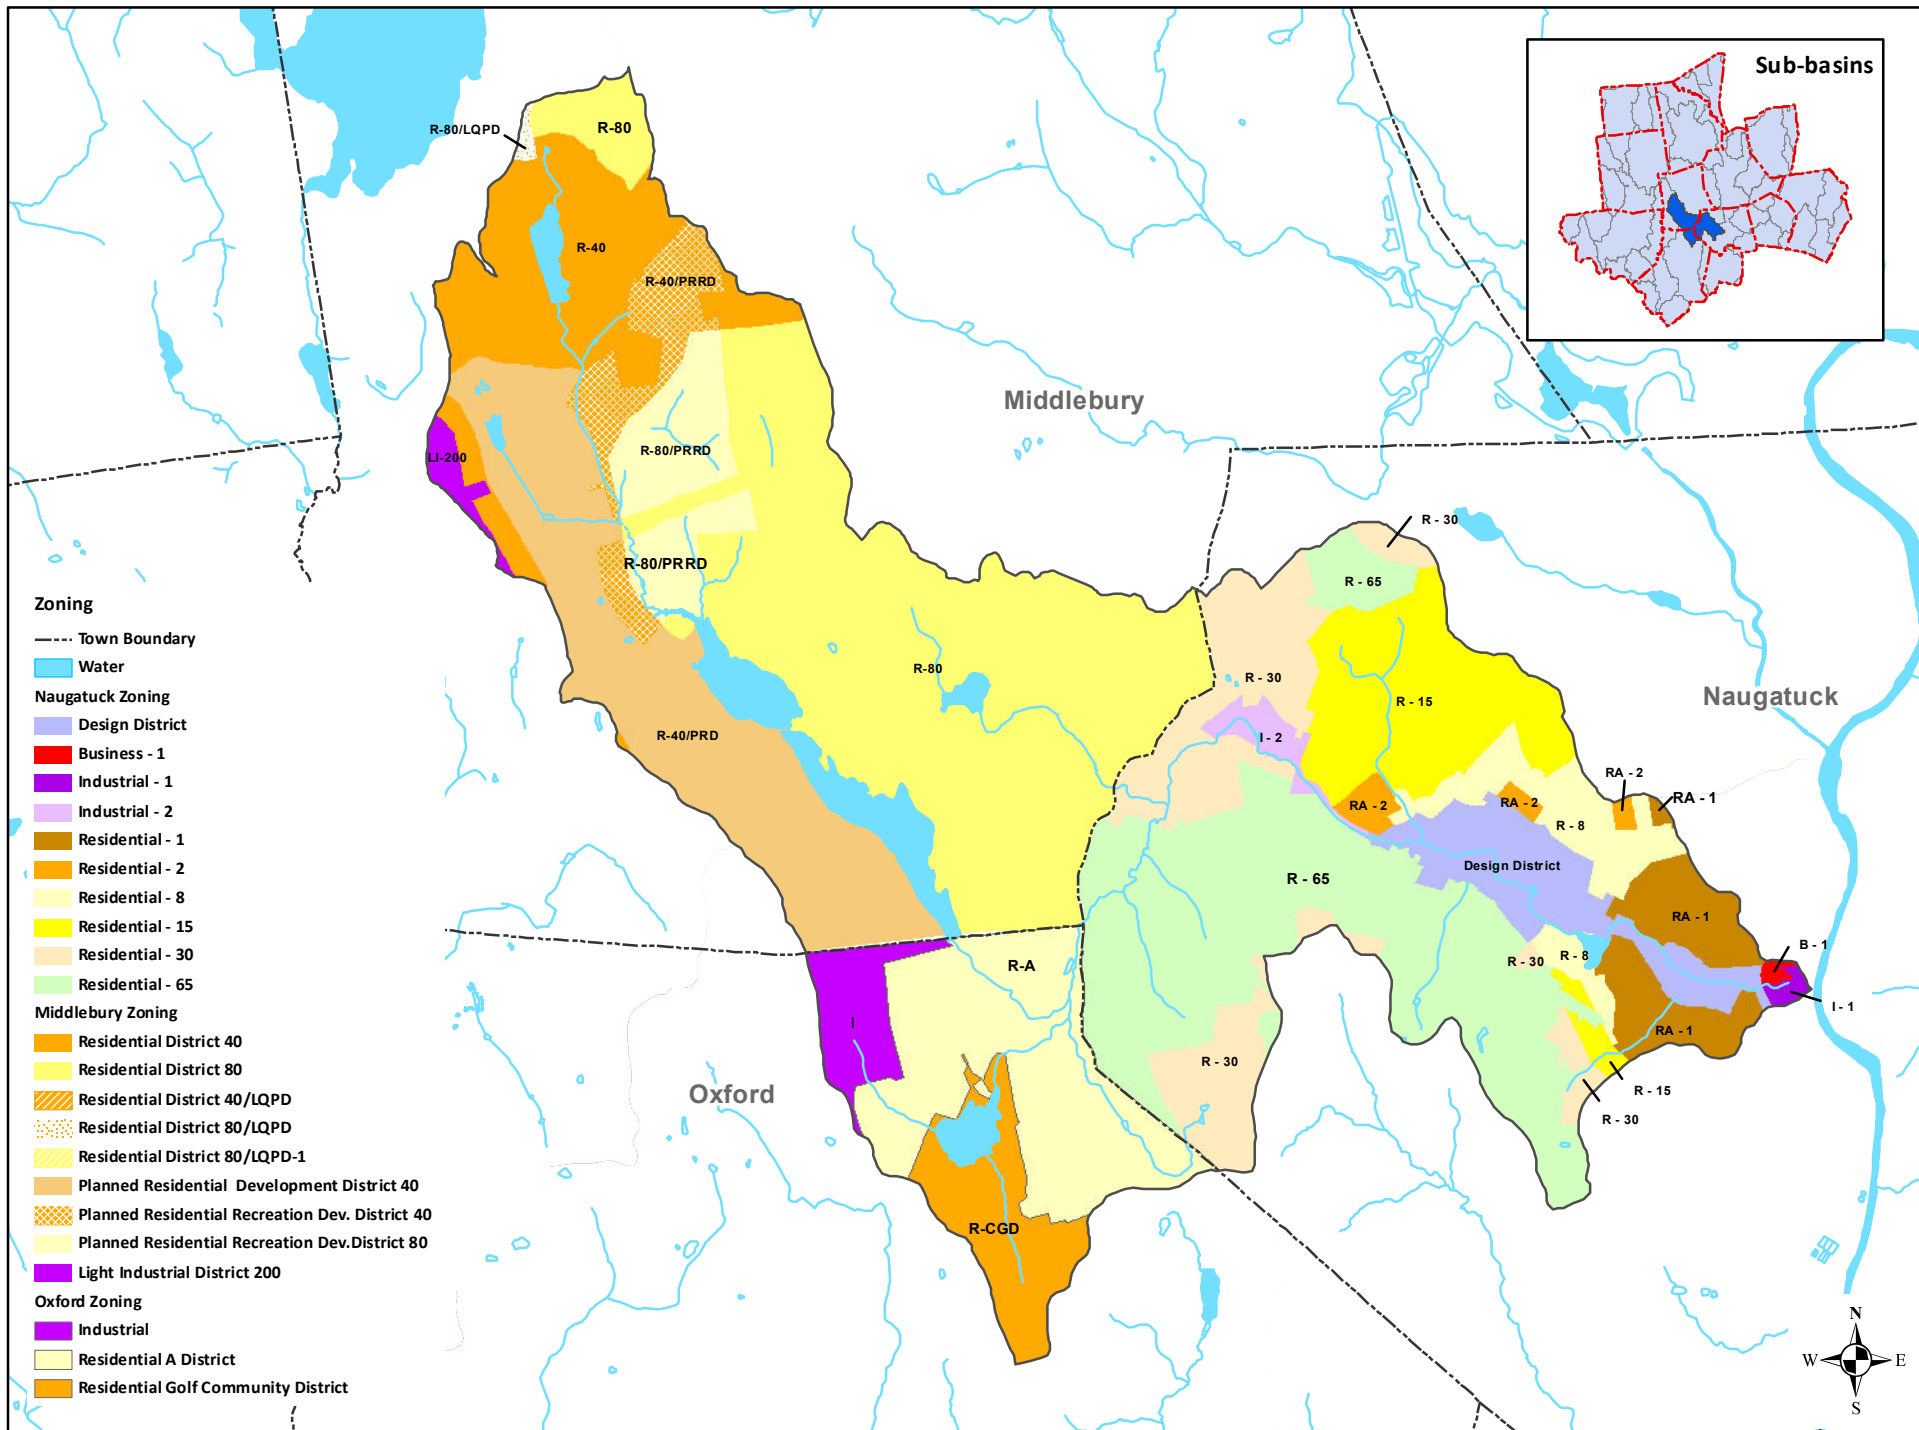 Sub-basins
R-80/LQPD
R-80
R-40
R-40/PRRD
Middlebury
R-80/PRRD
LI-200
R - 30
R-80/PRRD
R - 65
R-80
R - 30
R - 15
Naugatuck
R-40/PRD
I - 2
RA - 2
RA - 1
RA - 2
RA - 2
R - 8
Design District
R - 65
RA - 1
B - 1
R - 8
R - 30
R-A
I - 1
I
RA - 1
R - 30
Oxford
R - 15
R - 30
R-CGD
Zoning
Town Boundary
Water
Naugatuck Zoning
Design District
Business - 1
Industrial - 1
Industrial - 2
Residential - 1
Residential - 2
Residential - 8
Residential - 15
Residential - 30
Residential - 65
Middlebury Zoning
Residential District 40
Residential District 80
Residential District 40/LQPD
Residential District 80/LQPD
Residential District 80/LQPD-1
Planned Residential Development District 40
Planned Residential Recreation Dev. District 40
Planned Residential Recreation Dev.District 80
Light Industrial District 200
Oxford Zoning
Industrial
Residential A District
Residential Golf Community District
N
W E
S